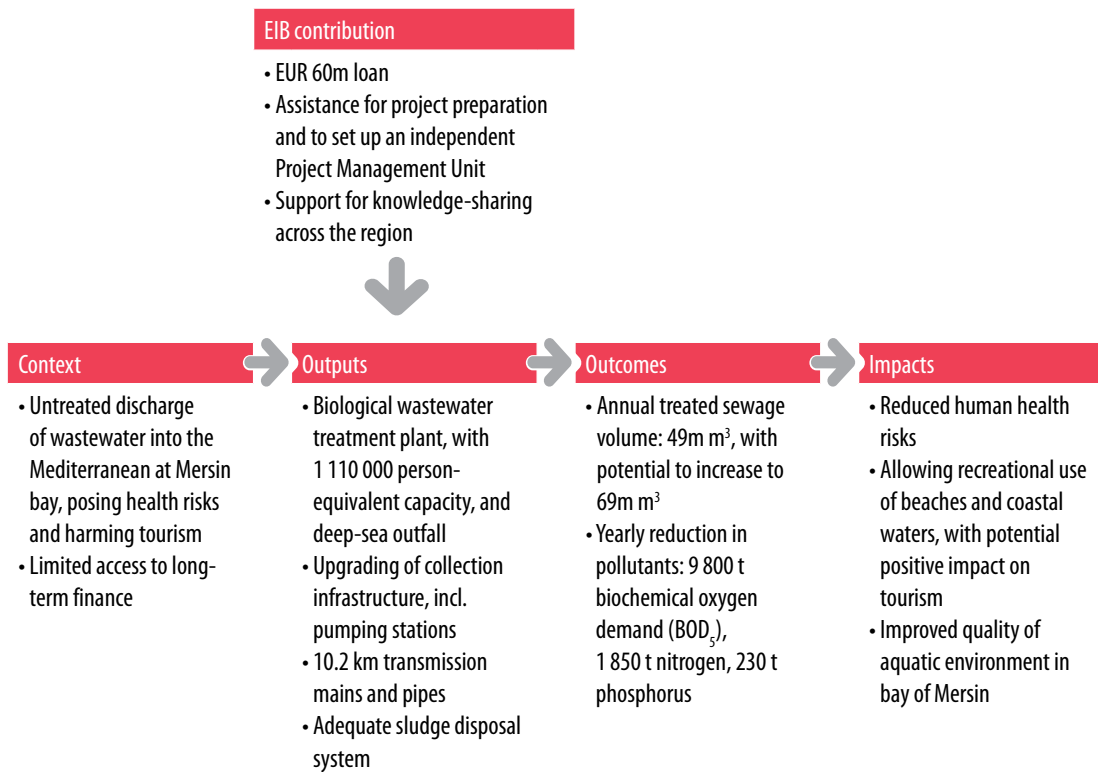 EIB contribution
• EUR 60m loan
• Assistance for project preparation
and to set up an independent
Project Management Unit
• Support for knowledge-sharing
across the region
Context
• Untreated discharge
of wastewater into the
Mediterranean at Mersin
bay, posing health risks
and harming tourism
• Limited access to long-
term finance
Outputs
• Biological wastewater
treatment plant, with
1 110 000 person-
equivalent capacity, and
deep-sea outfall
• Upgrading of collection
infrastructure, incl.
pumping stations
• 10.2 km transmission
mains and pipes
• Adequate sludge disposal
system
Outcomes
• Annual treated sewage
volume: 49m m³, with
potential to increase to
69m m³
• Yearly reduction in
pollutants: 9 800 t
biochemical oxygen
demand (BOD₅),
1 850 t nitrogen, 230 t
phosphorus
Impacts
• Reduced human health
risks
• Allowing recreational use
of beaches and coastal
waters, with potential
positive impact on
tourism
• Improved quality of
aquatic environment in
bay of Mersin